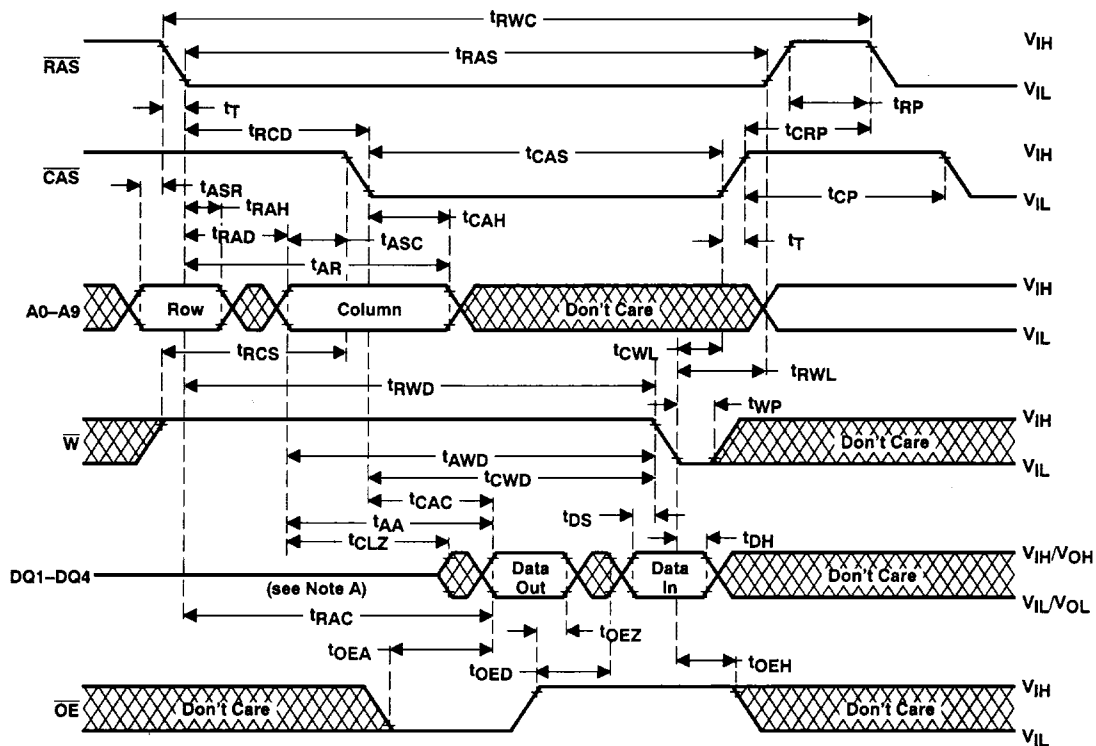 tRWC
RAS
tRAS
VIH
VIL
tT
tRP
tRCD
tCRP
CAS
tCAS
VIH
VIL
tASR
tCP
tRAH
tCAH
tRAD
tASC
tT
tAR
A0–A9
Row
Column
Don't Care
VIH
VIL
tRCS
tCWL
tRWL
tRWD
tWP
W
Don't Care
VIH
VIL
tAWD
tCWD
tCAC
tAA
tDS
tCLZ
tDH
DQ1–DQ4
(see Note A)
Data Out
Data In
Don't Care
VIH/VOH
VIL/VOL
tRAC
tOEZ
tOEA
tOED
tOEH
OE
Don't Care
Don't Care
VIH
VIL